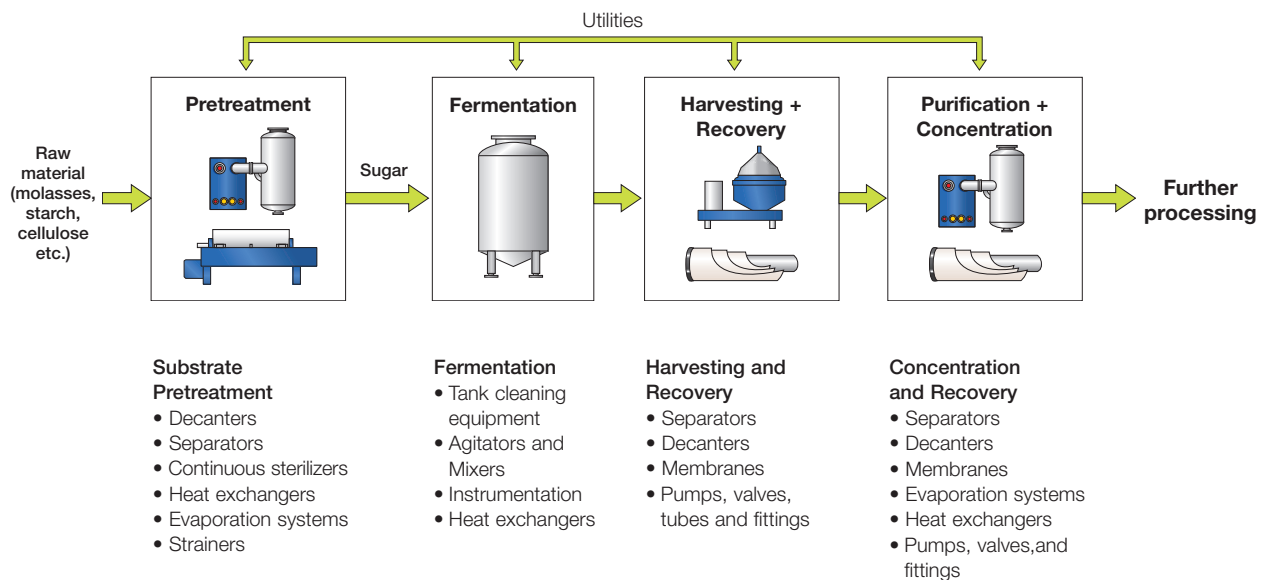 Utilities
Pretreatment
Fermentation
Harvesting +
Recovery
Purification +
Concentration
Raw
material
(molasses,
starch,
cellulose
etc.)
Sugar
Further
processing
Substrate
Pretreatment
• Decanters
• Separators
• Continuous sterilizers
• Heat exchangers
• Evaporation systems
• Strainers
Fermentation
• Tank cleaning
equipment
• Agitators and
Mixers
• Instrumentation
• Heat exchangers
Harvesting and
Recovery
• Separators
• Decanters
• Membranes
• Pumps, valves,
tubes and fittings
Concentration
and Recovery
• Separators
• Decanters
• Membranes
• Evaporation systems
• Heat exchangers
• Pumps, valves,and
fittings